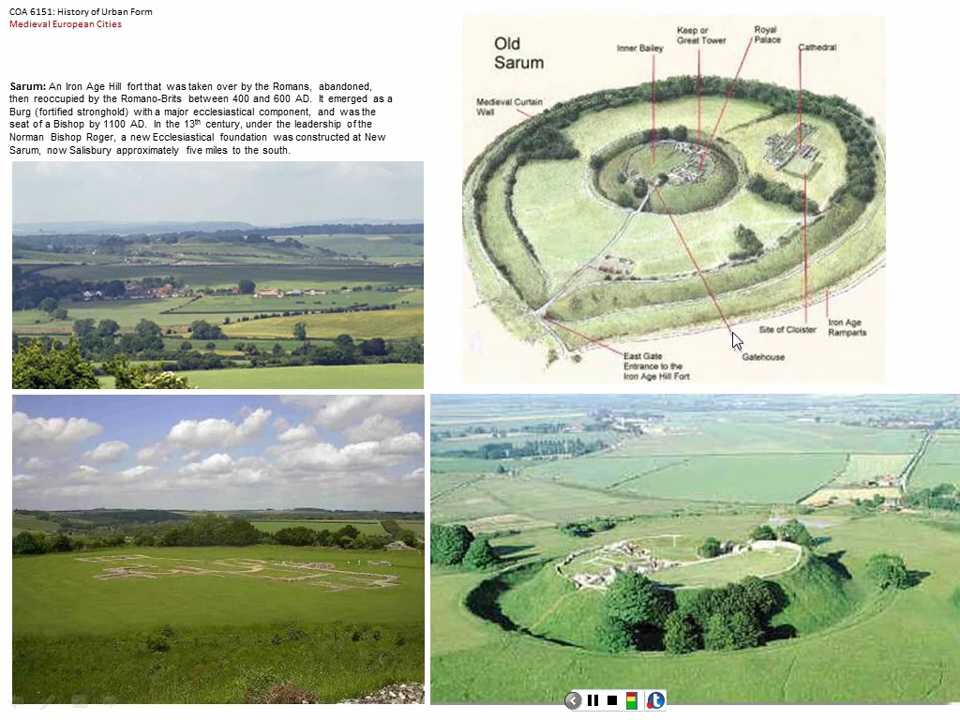 COA 6151: History of Urban Form
Medieval European Cities
Sarum: An Iron Age Hill fort that was taken over by the Romans, abandoned,
then reoccupied by the Romano-Brits between 400 and 600 AD. It emerged as a
Burg (fortified stronghold) with a major ecclesiastical component, and was the
seat of a Bishop by 1100 AD. In the 13th century, under the leadership of the
Norman Bishop Roger, a new Ecclesiastical foundation was constructed at New
Sarum, now Salisbury approximately five miles to the south.
Old
Sarum
Inner Bailey
Keep or
Great Tower
Royal
Palace
Cathedral
Medieval Curtain
Wall
Site of Cloister
Iron Age
Ramparts
Gatehouse
East Gate
Entrance to the
Iron Age Hill Fort